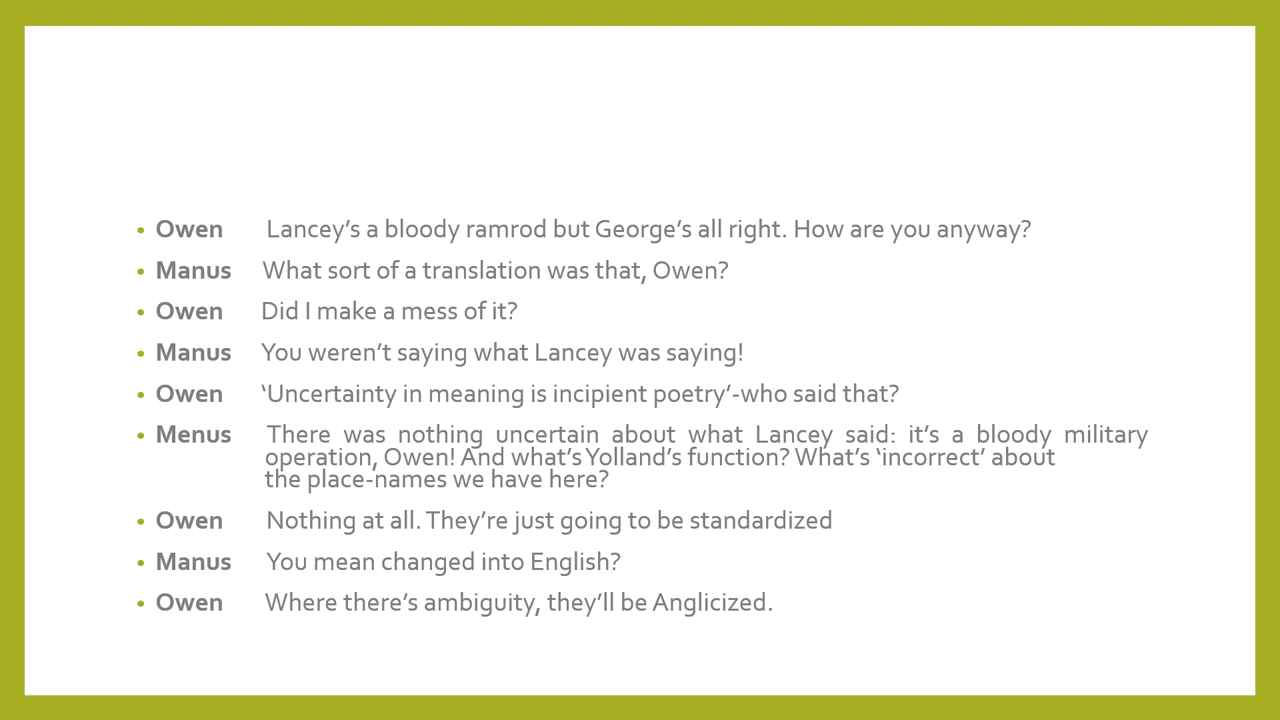 • Owen Lancey’s a bloody ramrod but George’s all right. How are you anyway?
• Manus What sort of a translation was that, Owen?
• Owen Did I make a mess of it?
• Manus You weren’t saying what Lancey was saying!
• Owen ‘Uncertainty in meaning is incipient poetry’-who said that?
• Menus There was nothing uncertain about what Lancey said: it’s a bloody military
operation, Owen! And what’s Yolland’s function? What’s ‘incorrect’ about
the place-names we have here?
• Owen Nothing at all. They’re just going to be standardized
• Manus You mean changed into English?
• Owen Where there’s ambiguity, they’ll be Anglicized.